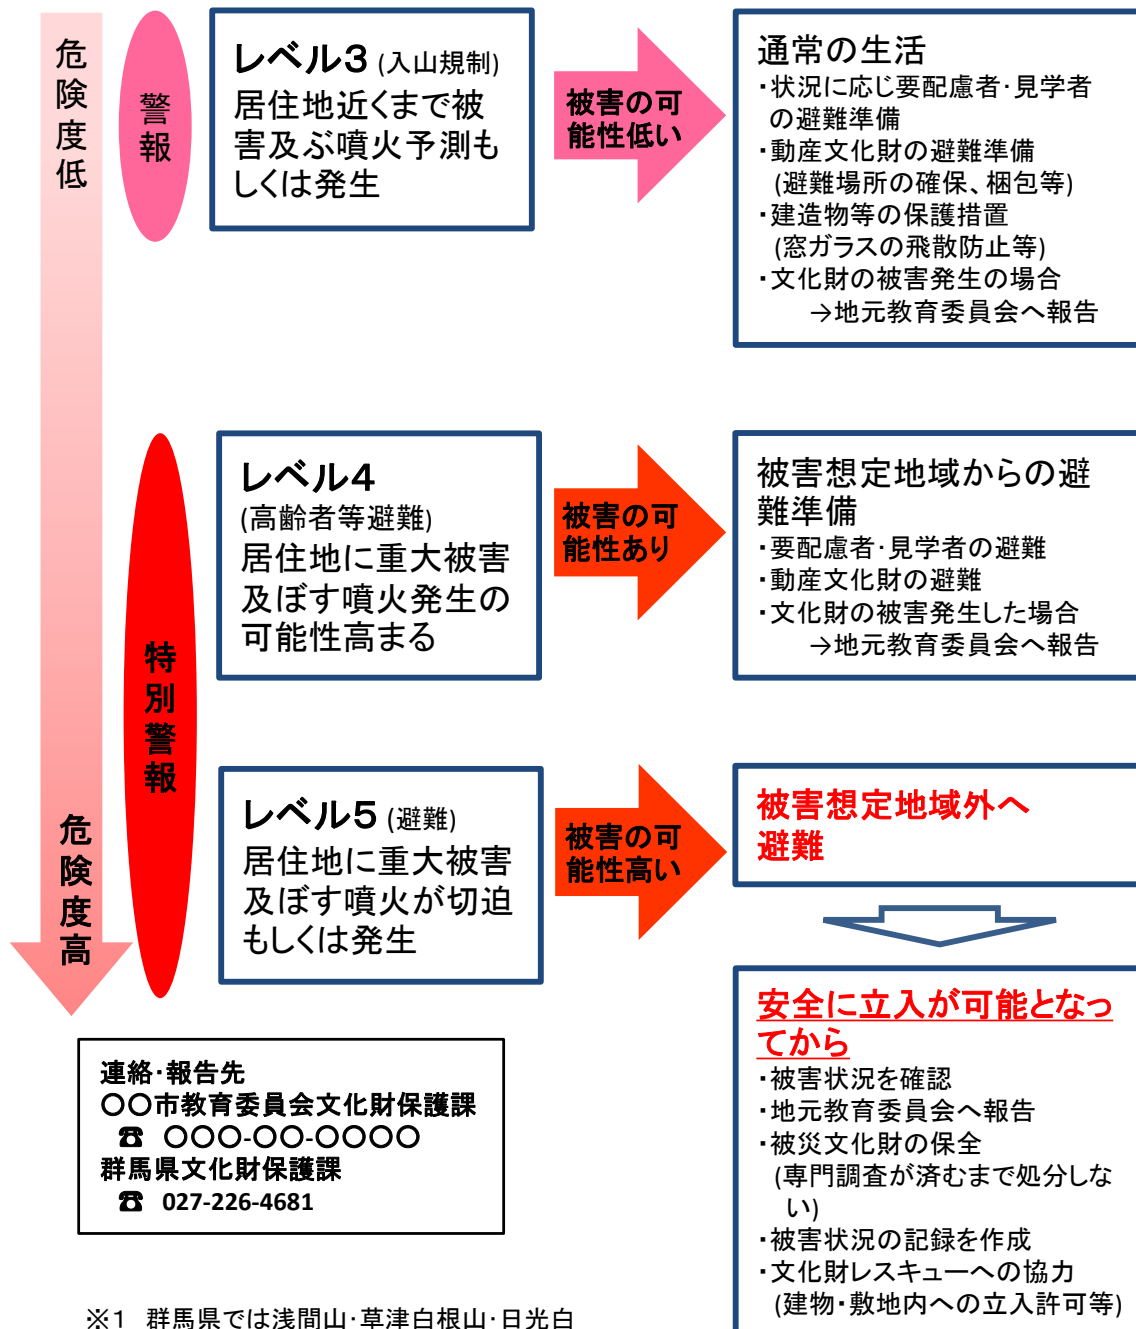 危険度低
警報
レベル3 (入山規制)
居住地近くまで被
害及ぶ噴火予測も
しくは発生
被害の可
能性低い
通常の生活
・状況に応じ要配慮者・見学者
の避難準備
・動産文化財の避難準備
(避難場所の確保、梱包等)
・建造物等の保護措置
(窓ガラスの飛散防止等)
・文化財の被害発生の場合
→地元教育委員会へ報告
特別警報
レベル4
(高齢者等避難)
居住地に重大被害
及ぼす噴火発生の
可能性高まる
被害の可
能性あり
被害想定地域からの避
難準備
・要配慮者・見学者の避難
・動産文化財の避難
・文化財の被害発生した場合
→地元教育委員会へ報告
危険度高
レベル5 (避難)
居住地に重大被害
及ぼす噴火が切迫
もしくは発生
被害の可
能性高い
被害想定地域外へ
避難
安全に立入が可能となっ
てから
・被害状況を確認
・地元教育委員会へ報告
・被災文化財の保全
(専門調査が済むまで処分しな
い)
・被害状況の記録を作成
・文化財レスキューへの協力
(建物・敷地内への立入許可等)
連絡・報告先
〇〇市教育委員会文化財保護課
☎ 〇〇〇-〇〇-〇〇〇〇
群馬県文化財保護課
☎ 027-226-4681
※1 群馬県では浅間山・草津白根山・日光白